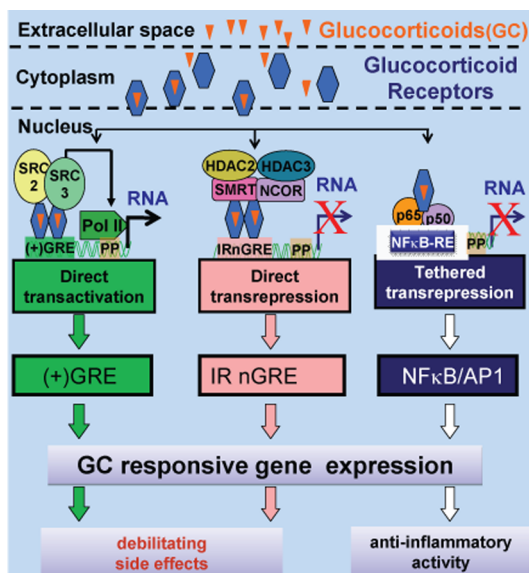 Extracellular space
Glucocorticoids(GC)
Cytoplasm
Glucocorticoid
Receptors
Nucleus
SRC
2
SRC
3
Pol II
RNA
(+)GRE
PP
HDAC2
HDAC3
SMRT
NCOR
RNA
X
IRnGRE
PP
p65
p50
RNA
X
NFκB-RE
PP
Direct
transactivation
Direct
transrepression
Tethered
transrepression
(+)GRE
IR nGRE
NFκB/AP1
GC responsive gene expression
debilitating
side effects
anti-inflammatory
activity